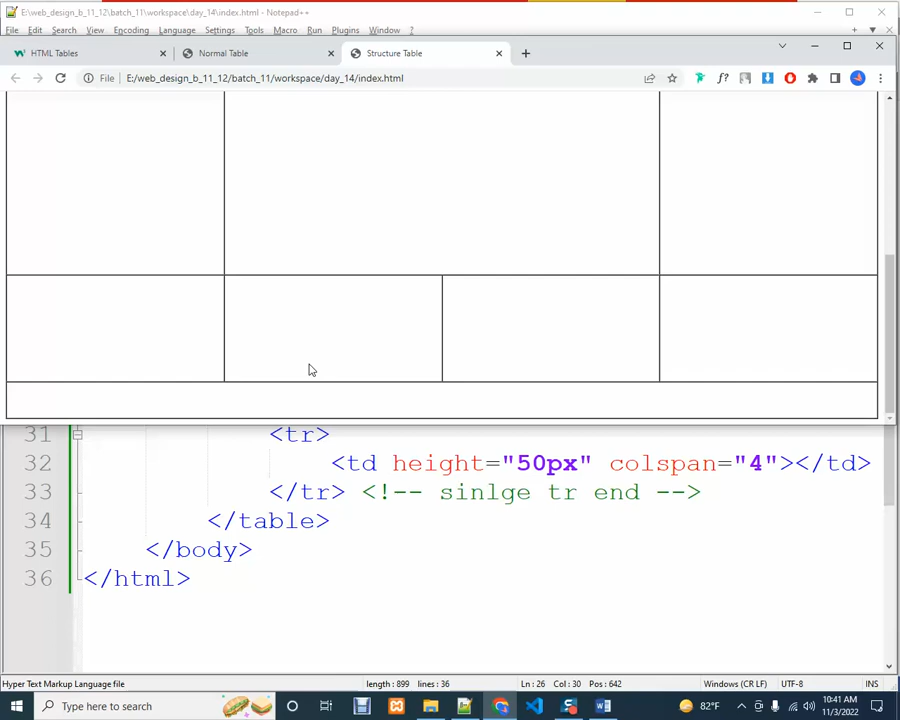 E:\web_design_b_11_12\batch_11\workspace\day_14\index.html - Notepad++
File Edit Search View Encoding Language Settings Tools Macro Run Plugins Window ?
HTML Tables
Normal Table
Structure Table
File E:/web_design_b_11_12/batch_11/workspace/day_14/index.html
31 <tr>
32 <td height="50px" colspan="4"></td>
33 </tr> <!-- sinlge tr end -->
34 </table>
35 </body>
36 </html>
Hyper Text Markup Language file length : 899 lines : 36 Ln : 26 Col : 30 Pos : 642 Windows (CR LF) UTF-8 INS
Type here to search
82°F
10:41 AM
11/3/2022